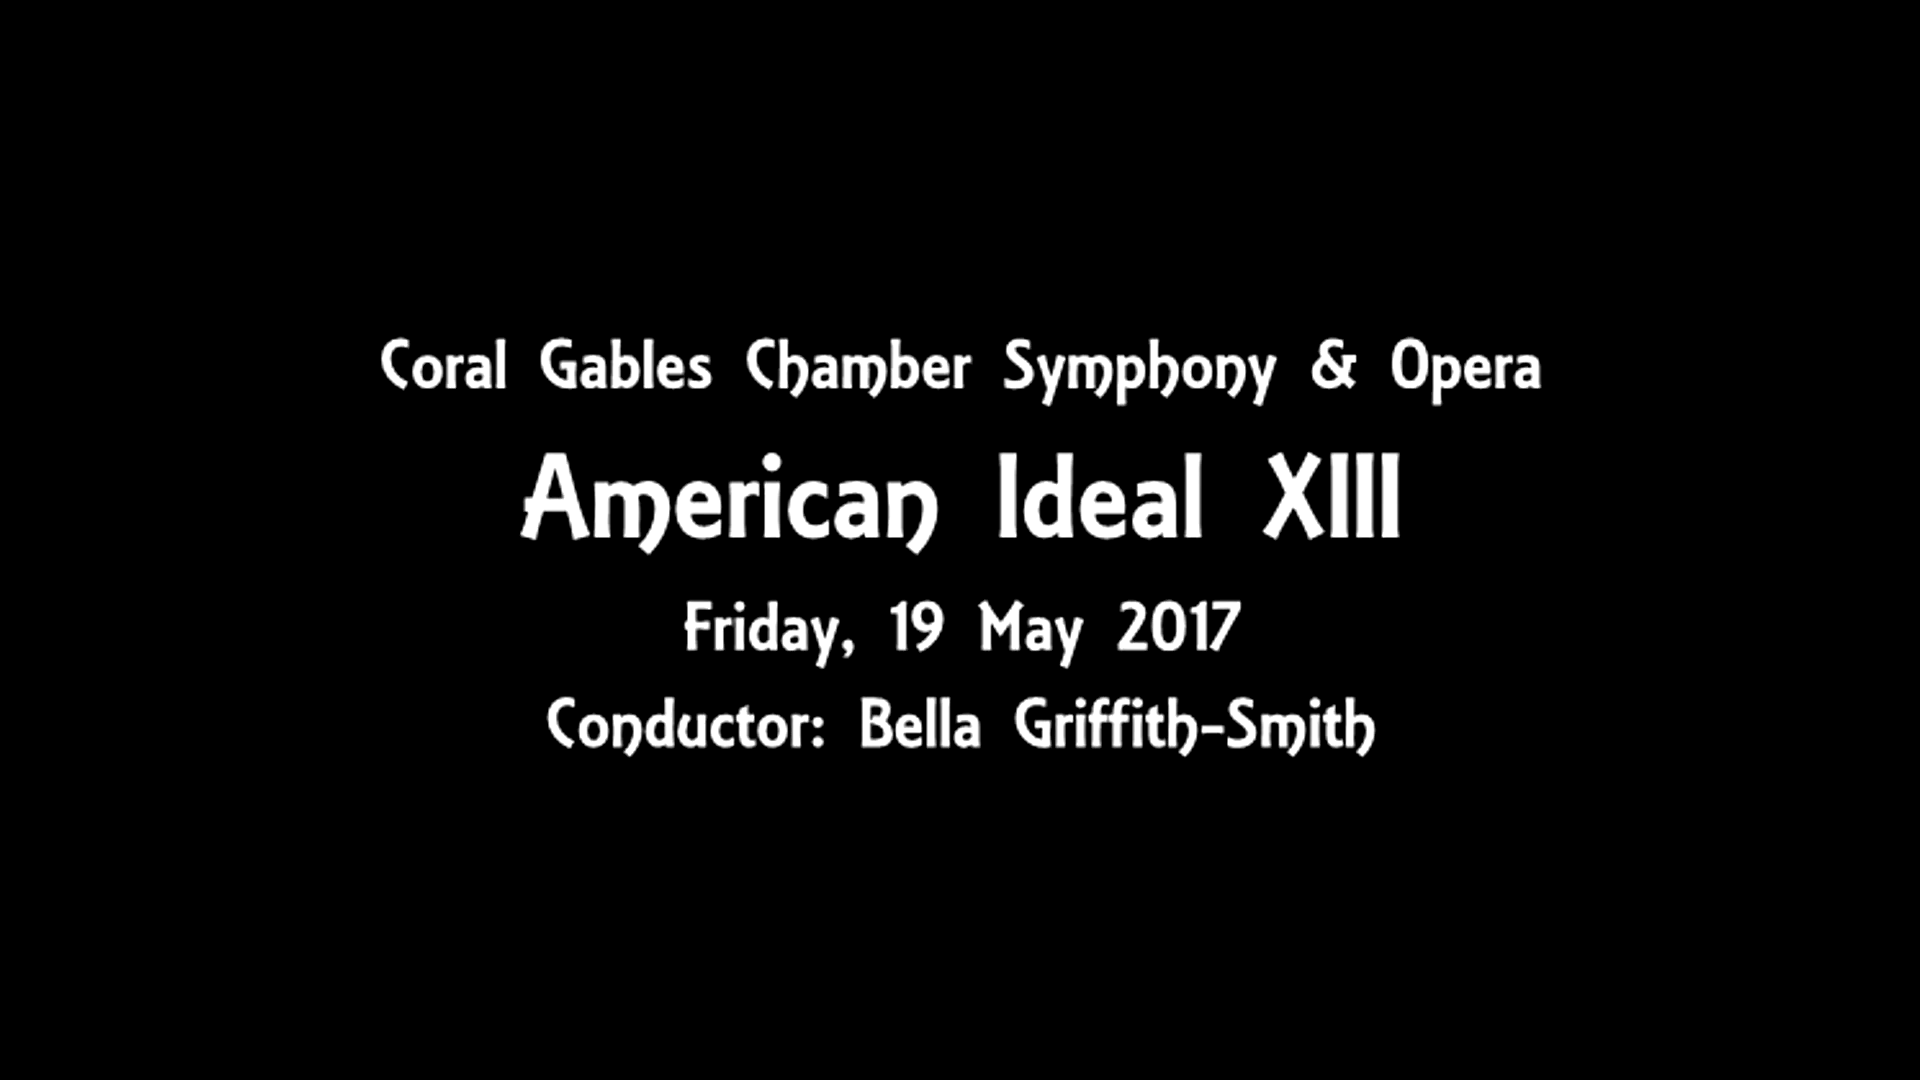 Coral Gables Chamber Symphony & Opera
American Ideal XIII
Friday, 19 May 2017
Conductor: Bella Griffith-Smith